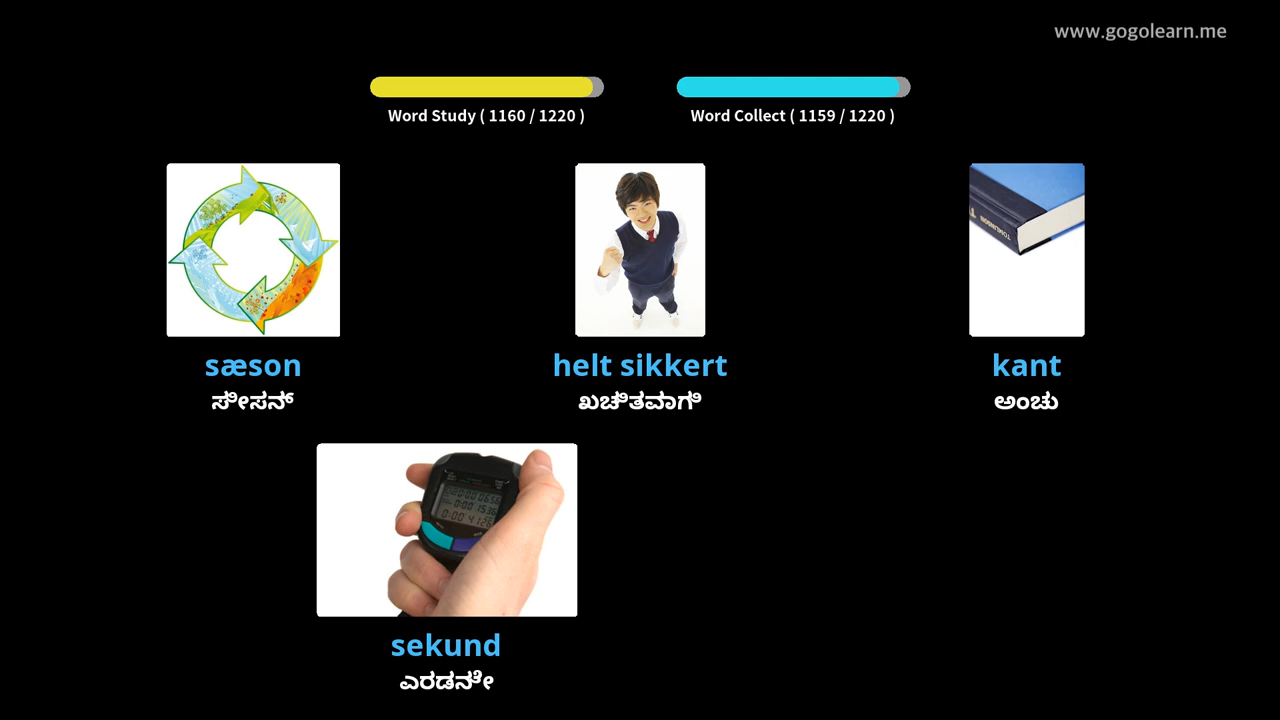 www.gogolearn.me
Word Study ( 1160 / 1220 )
Word Collect ( 1159 / 1220 )
sæson
ಸೀಸನ್
helt sikkert
ಖಚಿತವಾಗಿ
kant
ಅಂಚು
TOMLINSON
sekund
ಎರಡನೇ